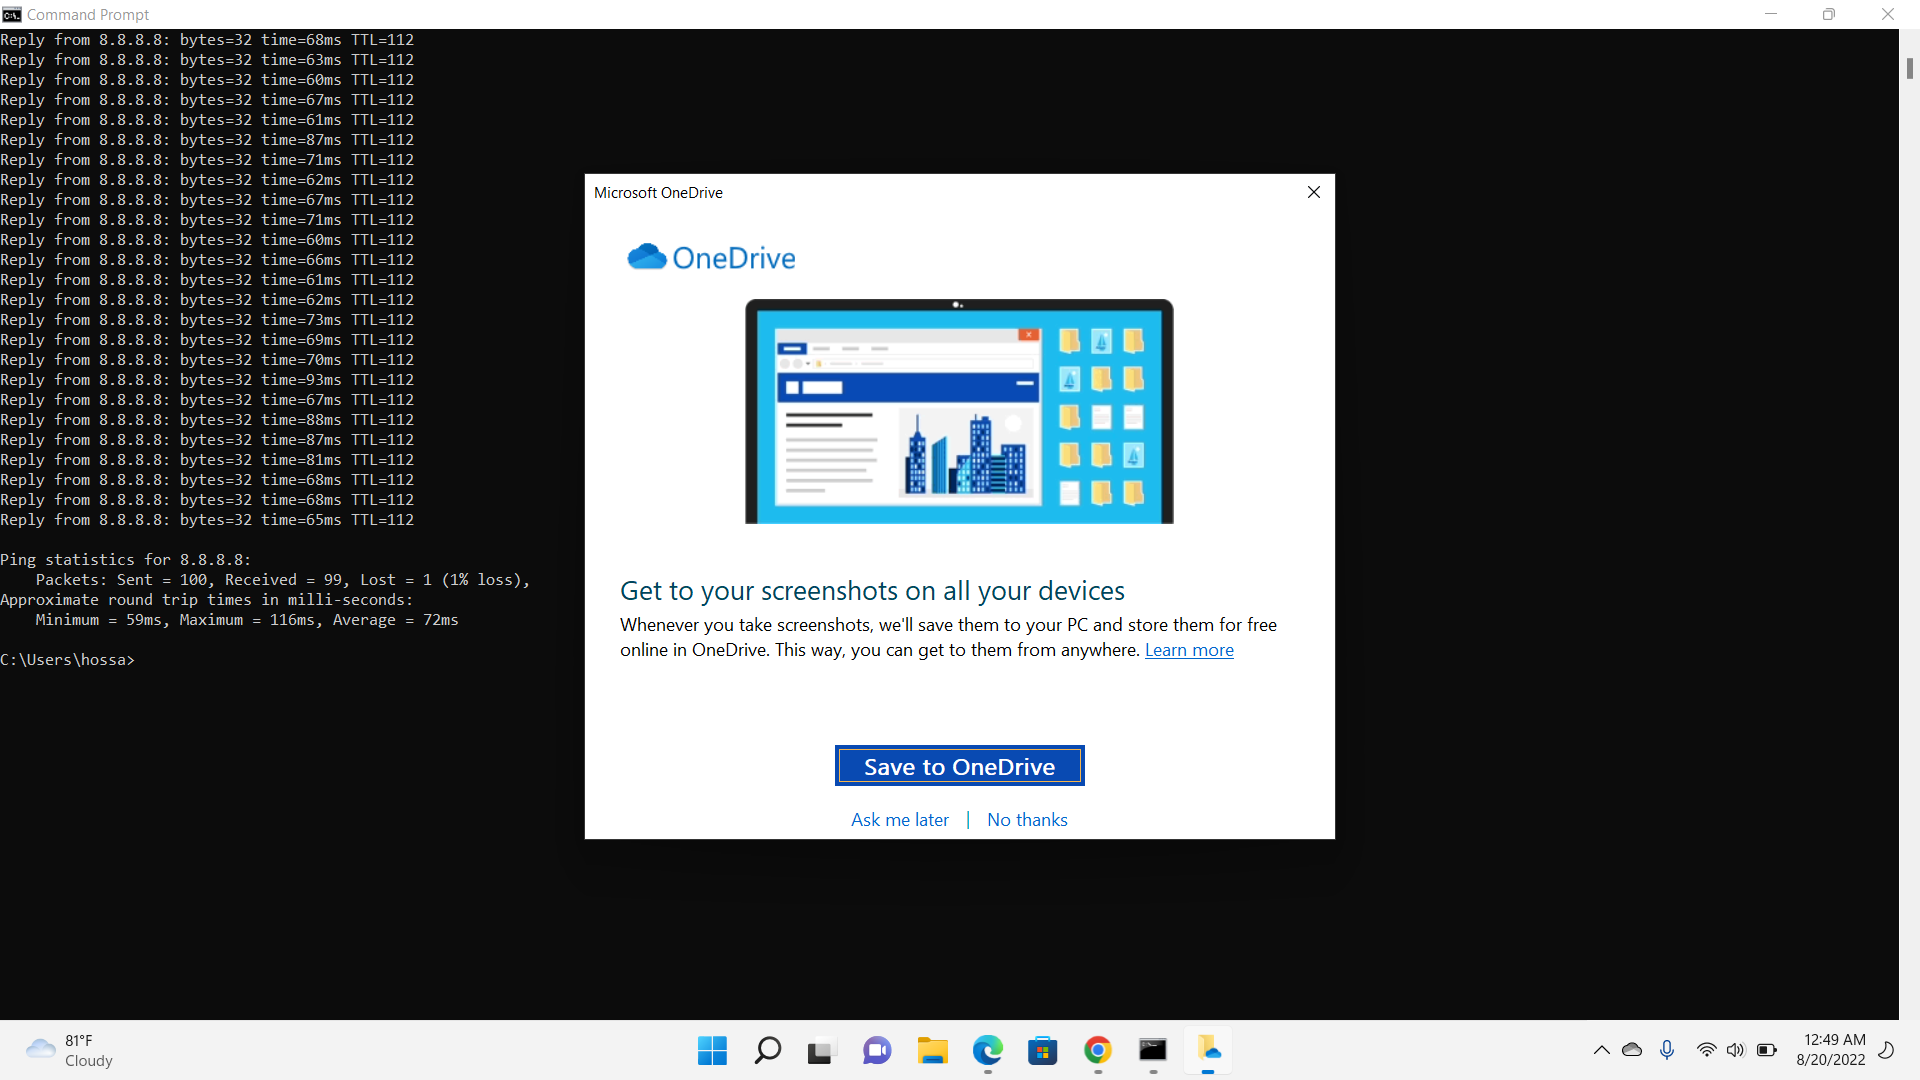 Command Prompt
Reply from 8.8.8.8: bytes=32 time=68ms TTL=112
Reply from 8.8.8.8: bytes=32 time=63ms TTL=112
Reply from 8.8.8.8: bytes=32 time=60ms TTL=112
Reply from 8.8.8.8: bytes=32 time=67ms TTL=112
Reply from 8.8.8.8: bytes=32 time=61ms TTL=112
Reply from 8.8.8.8: bytes=32 time=87ms TTL=112
Reply from 8.8.8.8: bytes=32 time=71ms TTL=112
Reply from 8.8.8.8: bytes=32 time=62ms TTL=112
Reply from 8.8.8.8: bytes=32 time=67ms TTL=112
Reply from 8.8.8.8: bytes=32 time=71ms TTL=112
Reply from 8.8.8.8: bytes=32 time=60ms TTL=112
Reply from 8.8.8.8: bytes=32 time=66ms TTL=112
Reply from 8.8.8.8: bytes=32 time=61ms TTL=112
Reply from 8.8.8.8: bytes=32 time=62ms TTL=112
Reply from 8.8.8.8: bytes=32 time=73ms TTL=112
Reply from 8.8.8.8: bytes=32 time=69ms TTL=112
Reply from 8.8.8.8: bytes=32 time=70ms TTL=112
Reply from 8.8.8.8: bytes=32 time=93ms TTL=112
Reply from 8.8.8.8: bytes=32 time=67ms TTL=112
Reply from 8.8.8.8: bytes=32 time=88ms TTL=112
Reply from 8.8.8.8: bytes=32 time=87ms TTL=112
Reply from 8.8.8.8: bytes=32 time=81ms TTL=112
Reply from 8.8.8.8: bytes=32 time=68ms TTL=112
Reply from 8.8.8.8: bytes=32 time=68ms TTL=112
Reply from 8.8.8.8: bytes=32 time=65ms TTL=112
Ping statistics for 8.8.8.8:
Packets: Sent = 100, Received = 99, Lost = 1 (1% loss),
Approximate round trip times in milli-seconds:
Minimum = 59ms, Maximum = 116ms, Average = 72ms
C:\Users\hossa>
Microsoft OneDrive
OneDrive
Get to your screenshots on all your devices
Whenever you take screenshots, we'll save them to your PC and store them for free
online in OneDrive. This way, you can get to them from anywhere. Learn more
Save to OneDrive
Ask me later | No thanks
81°F
Cloudy
12:49 AM
8/20/2022